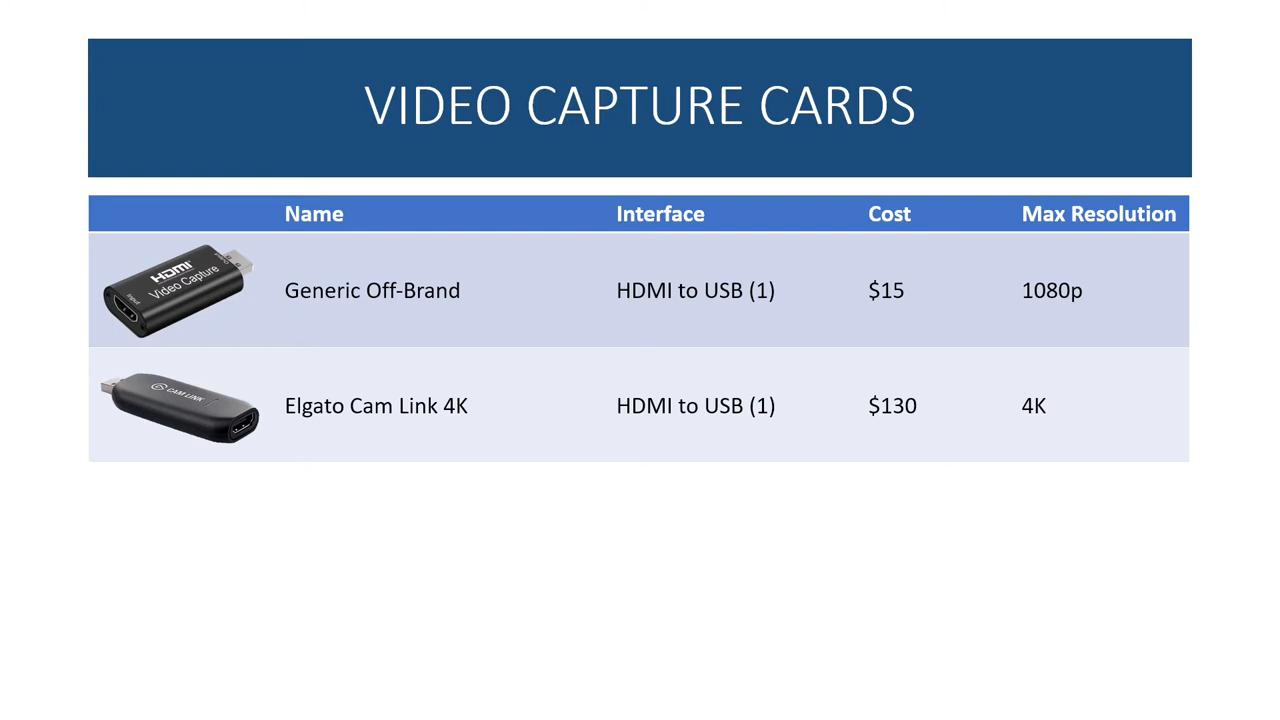 VIDEO CAPTURE CARDS
Name Interface Cost Max Resolution
HDMI
Video Capture
Input
Generic Off-Brand HDMI to USB (1) $15 1080p
CAM LINK
Elgato Cam Link 4K HDMI to USB (1) $130 4K